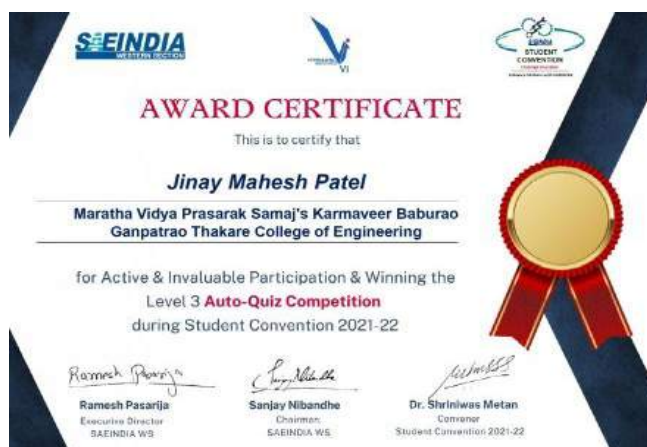 SAEINDIA
WESTERN SECTION
VI
STUDENT
CONVENTION
AWARD CERTIFICATE
This is to certify that
Jinay Mahesh Patel
Maratha Vidya Prasarak Samaj's Karmaveer Baburao
Ganpatrao Thakare College of Engineering
for Active & Invaluable Participation & Winning the
Level 3 Auto-Quiz Competition
during Student Convention 2021-22
Ramesh Pasarija
Executive Director
SAEINDIA WS
Sanjay Nibandhe
Chairman
SAEINDIA WS
Dr. Shriniwas Metan
Convener
Student Convention 2021-22